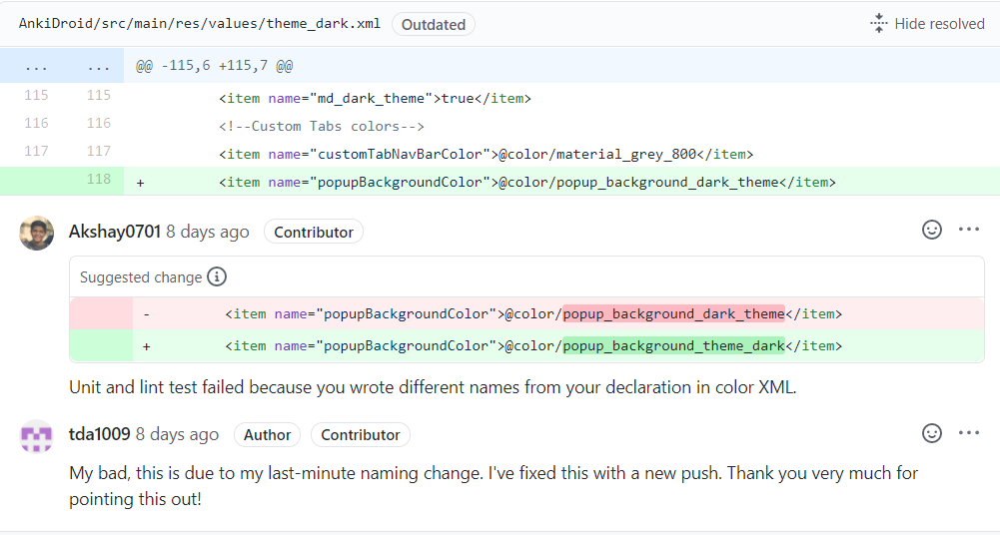 AnkiDroid/src/main/res/values/theme_dark.xml Outdated Hide resolved
... ... @@ -115,6 +115,7 @@
115 115 <item name="md_dark_theme">true</item>
116 116 <!--Custom Tabs colors-->
117 117 <item name="customTabNavBarColor">@color/material_grey_800</item>
118 + <item name="popupBackgroundColor">@color/popup_background_dark_theme</item>
Akshay0701 8 days ago Contributor
Suggested change
- <item name="popupBackgroundColor">@color/popup_background_dark_theme</item>
+ <item name="popupBackgroundColor">@color/popup_background_theme_dark</item>
Unit and lint test failed because you wrote different names from your declaration in color XML.
tda1009 8 days ago Author Contributor
My bad, this is due to my last-minute naming change. I've fixed this with a new push. Thank you very much for
pointing this out!